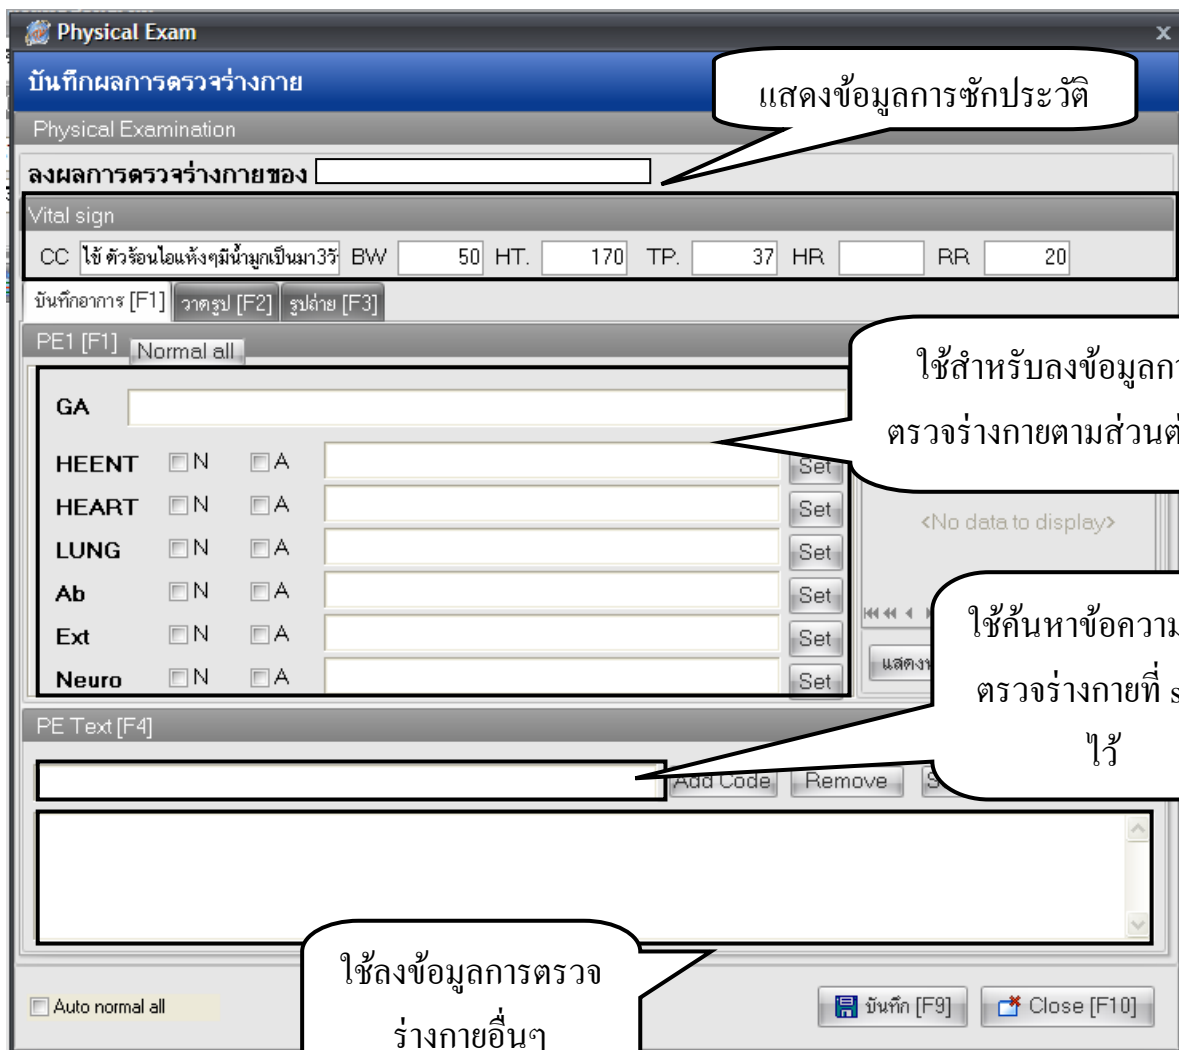 Physical Exam
x
บันทึกผลการตรวจร่างกาย
แสดงข้อมูลการซักประวัติ
Physical Examination
ลงผลการตรวจร่างกายของ
Vital sign
CC ไข้ ตัวร้อนไอแห้งๆมีน้ำมูกเป็นมา3วั BW 50 HT. 170 TP. 37 HR RR 20
บันทึกอาการ [F1] วาดรูป [F2] รูปถ่าย [F3]
PE1 [F1] Normal all
ใช้สำหรับลงข้อมูลกา
ตรวจร่างกายตามส่วนต่
GA
HEENT N A Set
HEART N A Set
<No data to display>
LUNG N A Set
Ab N A Set
Ext N A Set
Neuro N A Set
ใช้ค้นหาข้อความ
ตรวจร่างกายที่ s
ไว้
PE Text [F4]
Add Code Remove S
ใช้ลงข้อมูลการตรวจ
ร่างกายอื่นๆ
Auto normal all
บันทึก [F9] Close [F10]